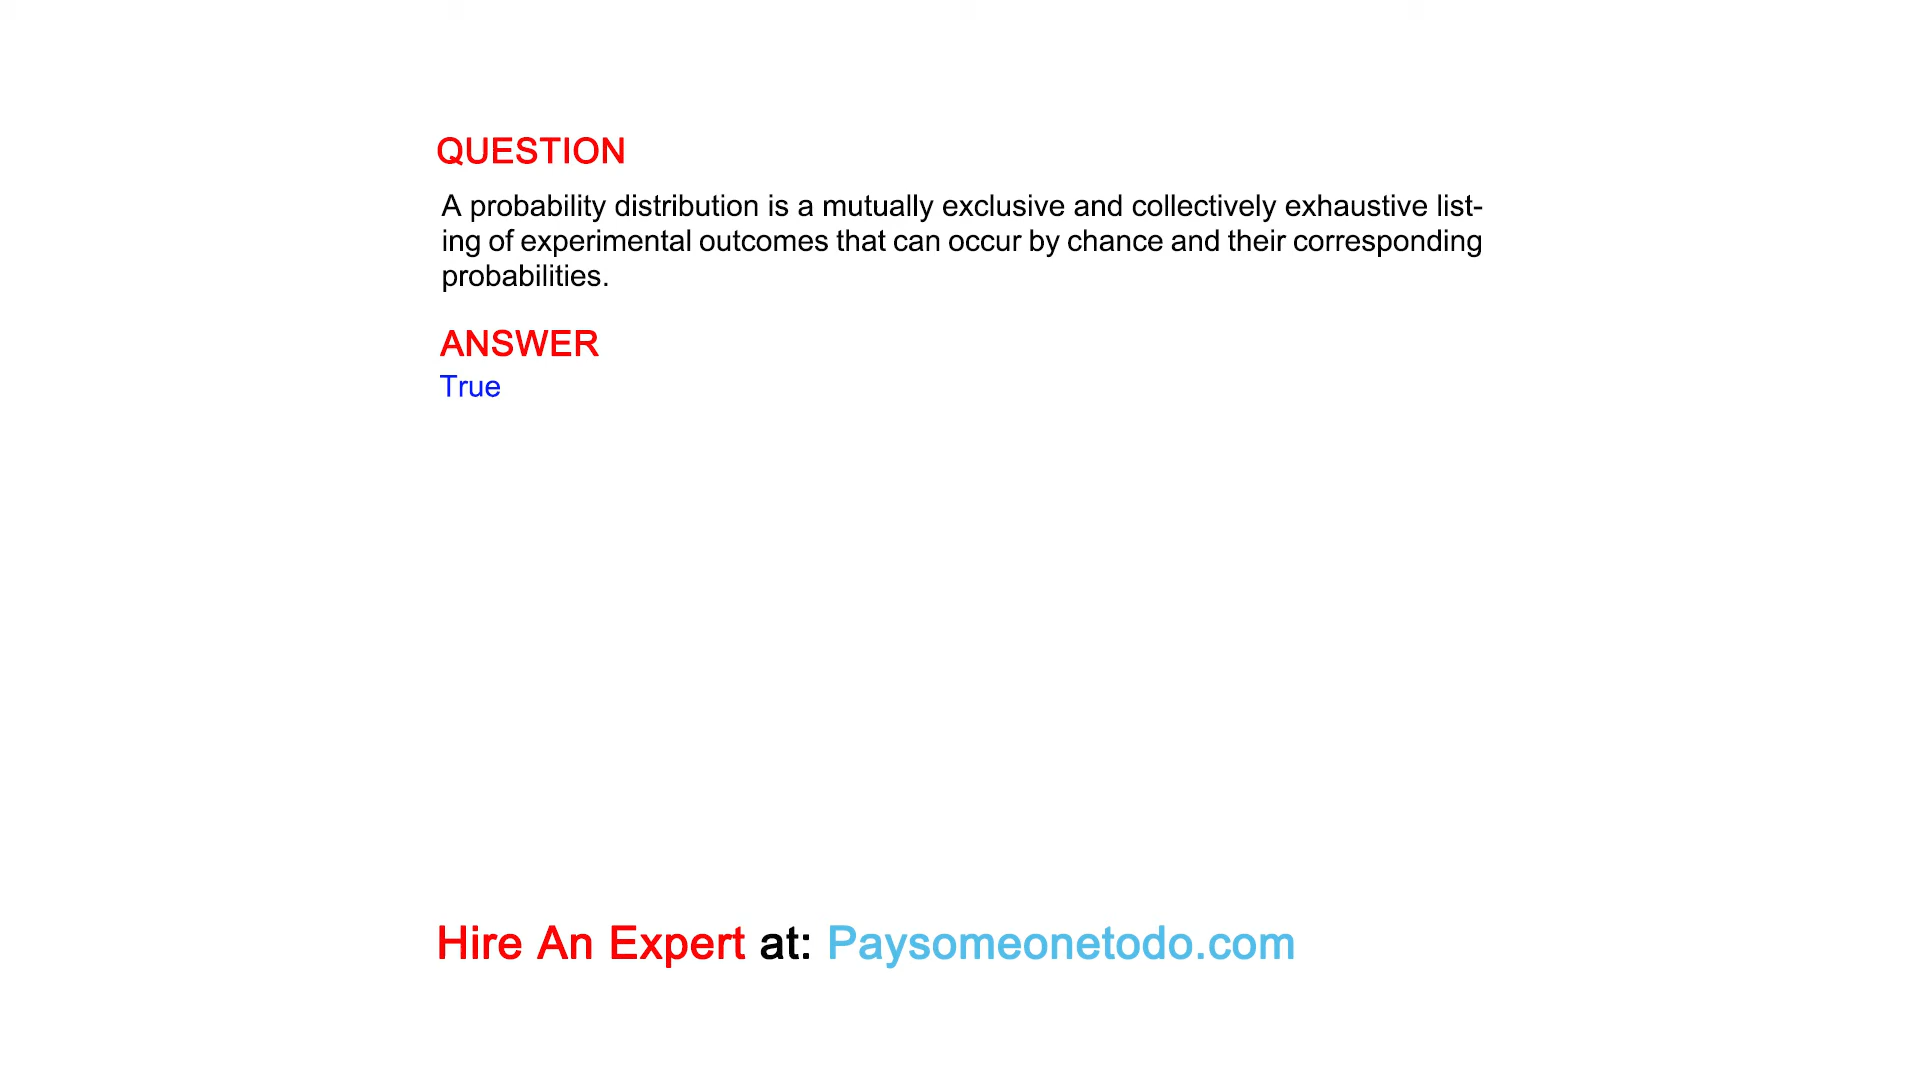 QUESTION
A probability distribution is a mutually exclusive and collectively exhaustive list-
ing of experimental outcomes that can occur by chance and their corresponding
probabilities.
ANSWER
True
Hire An Expert at: Paysomeonetodo.com